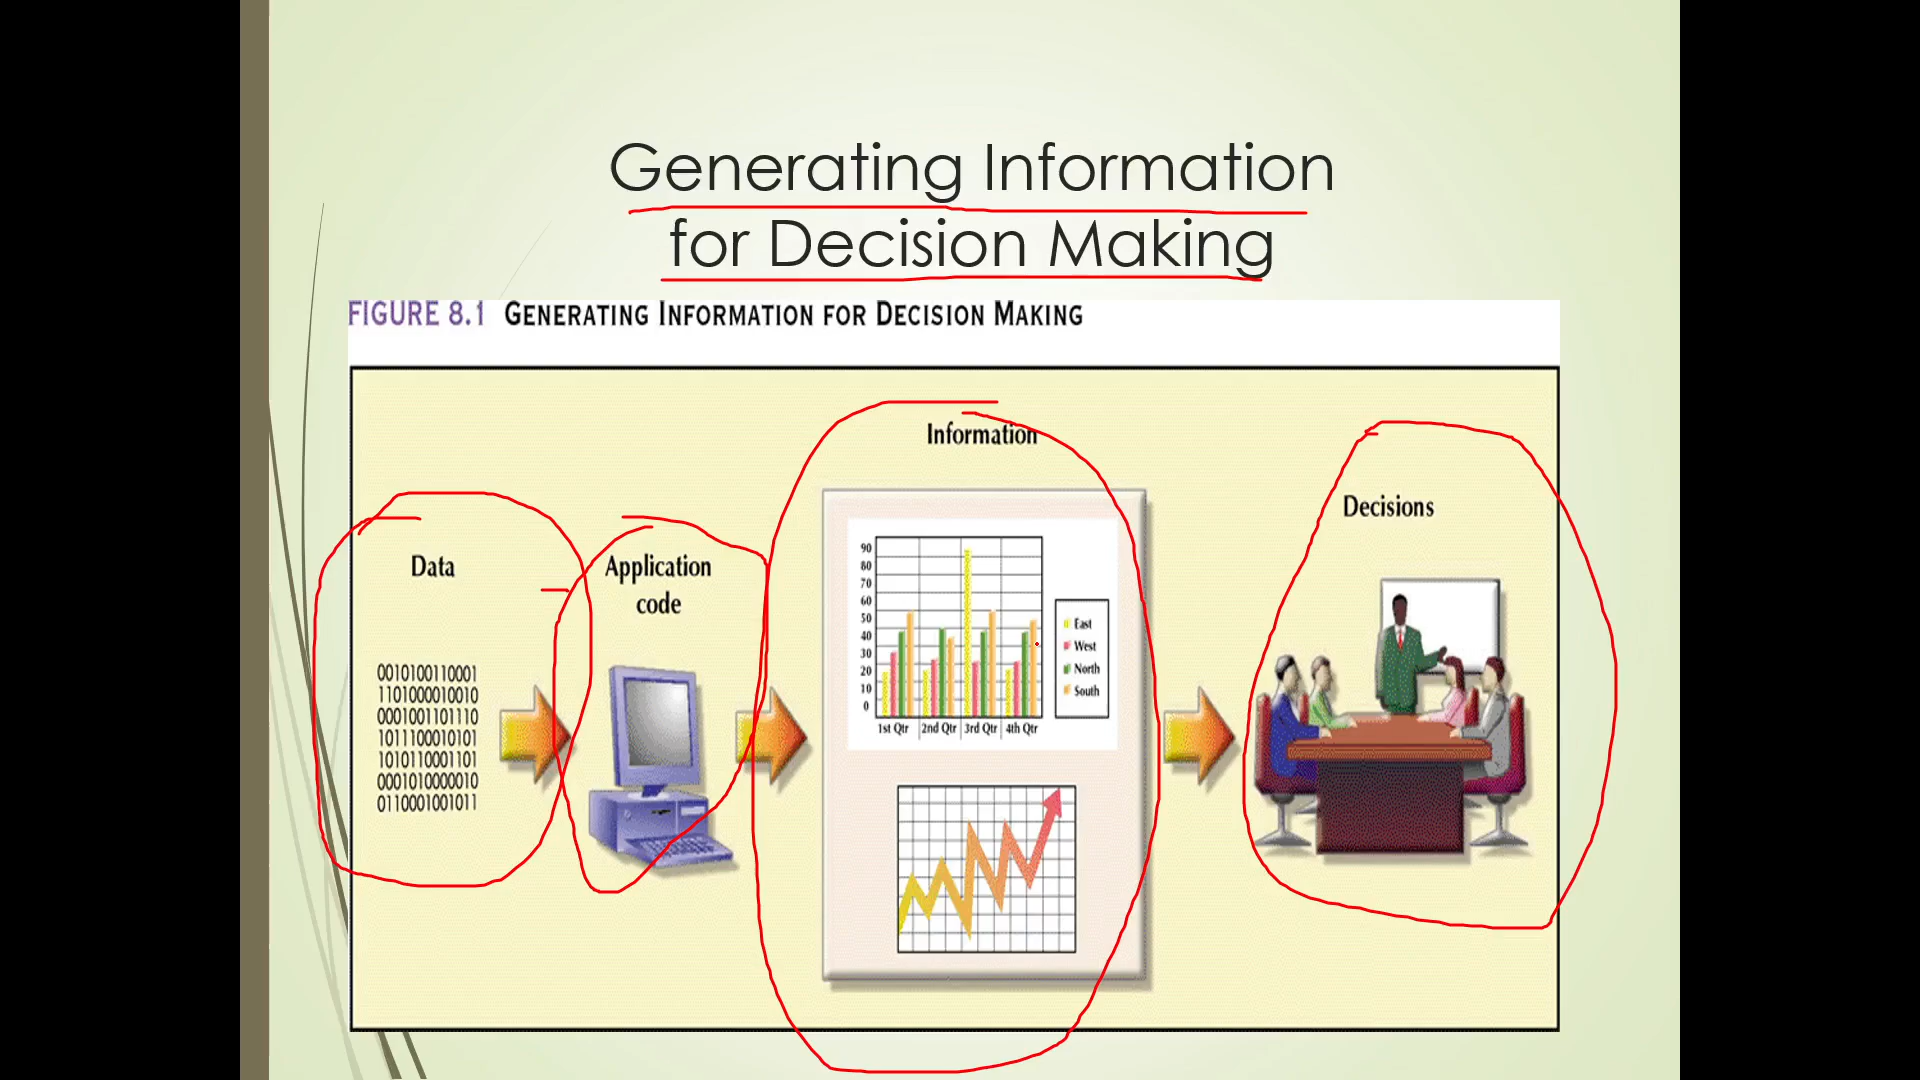 Generating Information
for Decision Making
FIGURE 8.1 GENERATING INFORMATION FOR DECISION MAKING
Data
0010100110001
1101000010010
0001001101110
1011100010101
1010110001101
0001010000010
0110001001011
Application
code
Information
90
80
70
60
50
40
30
20
10
0
1st Qtr 2nd Qtr 3rd Qtr 4th Qtr
East
West
North
South
Decisions